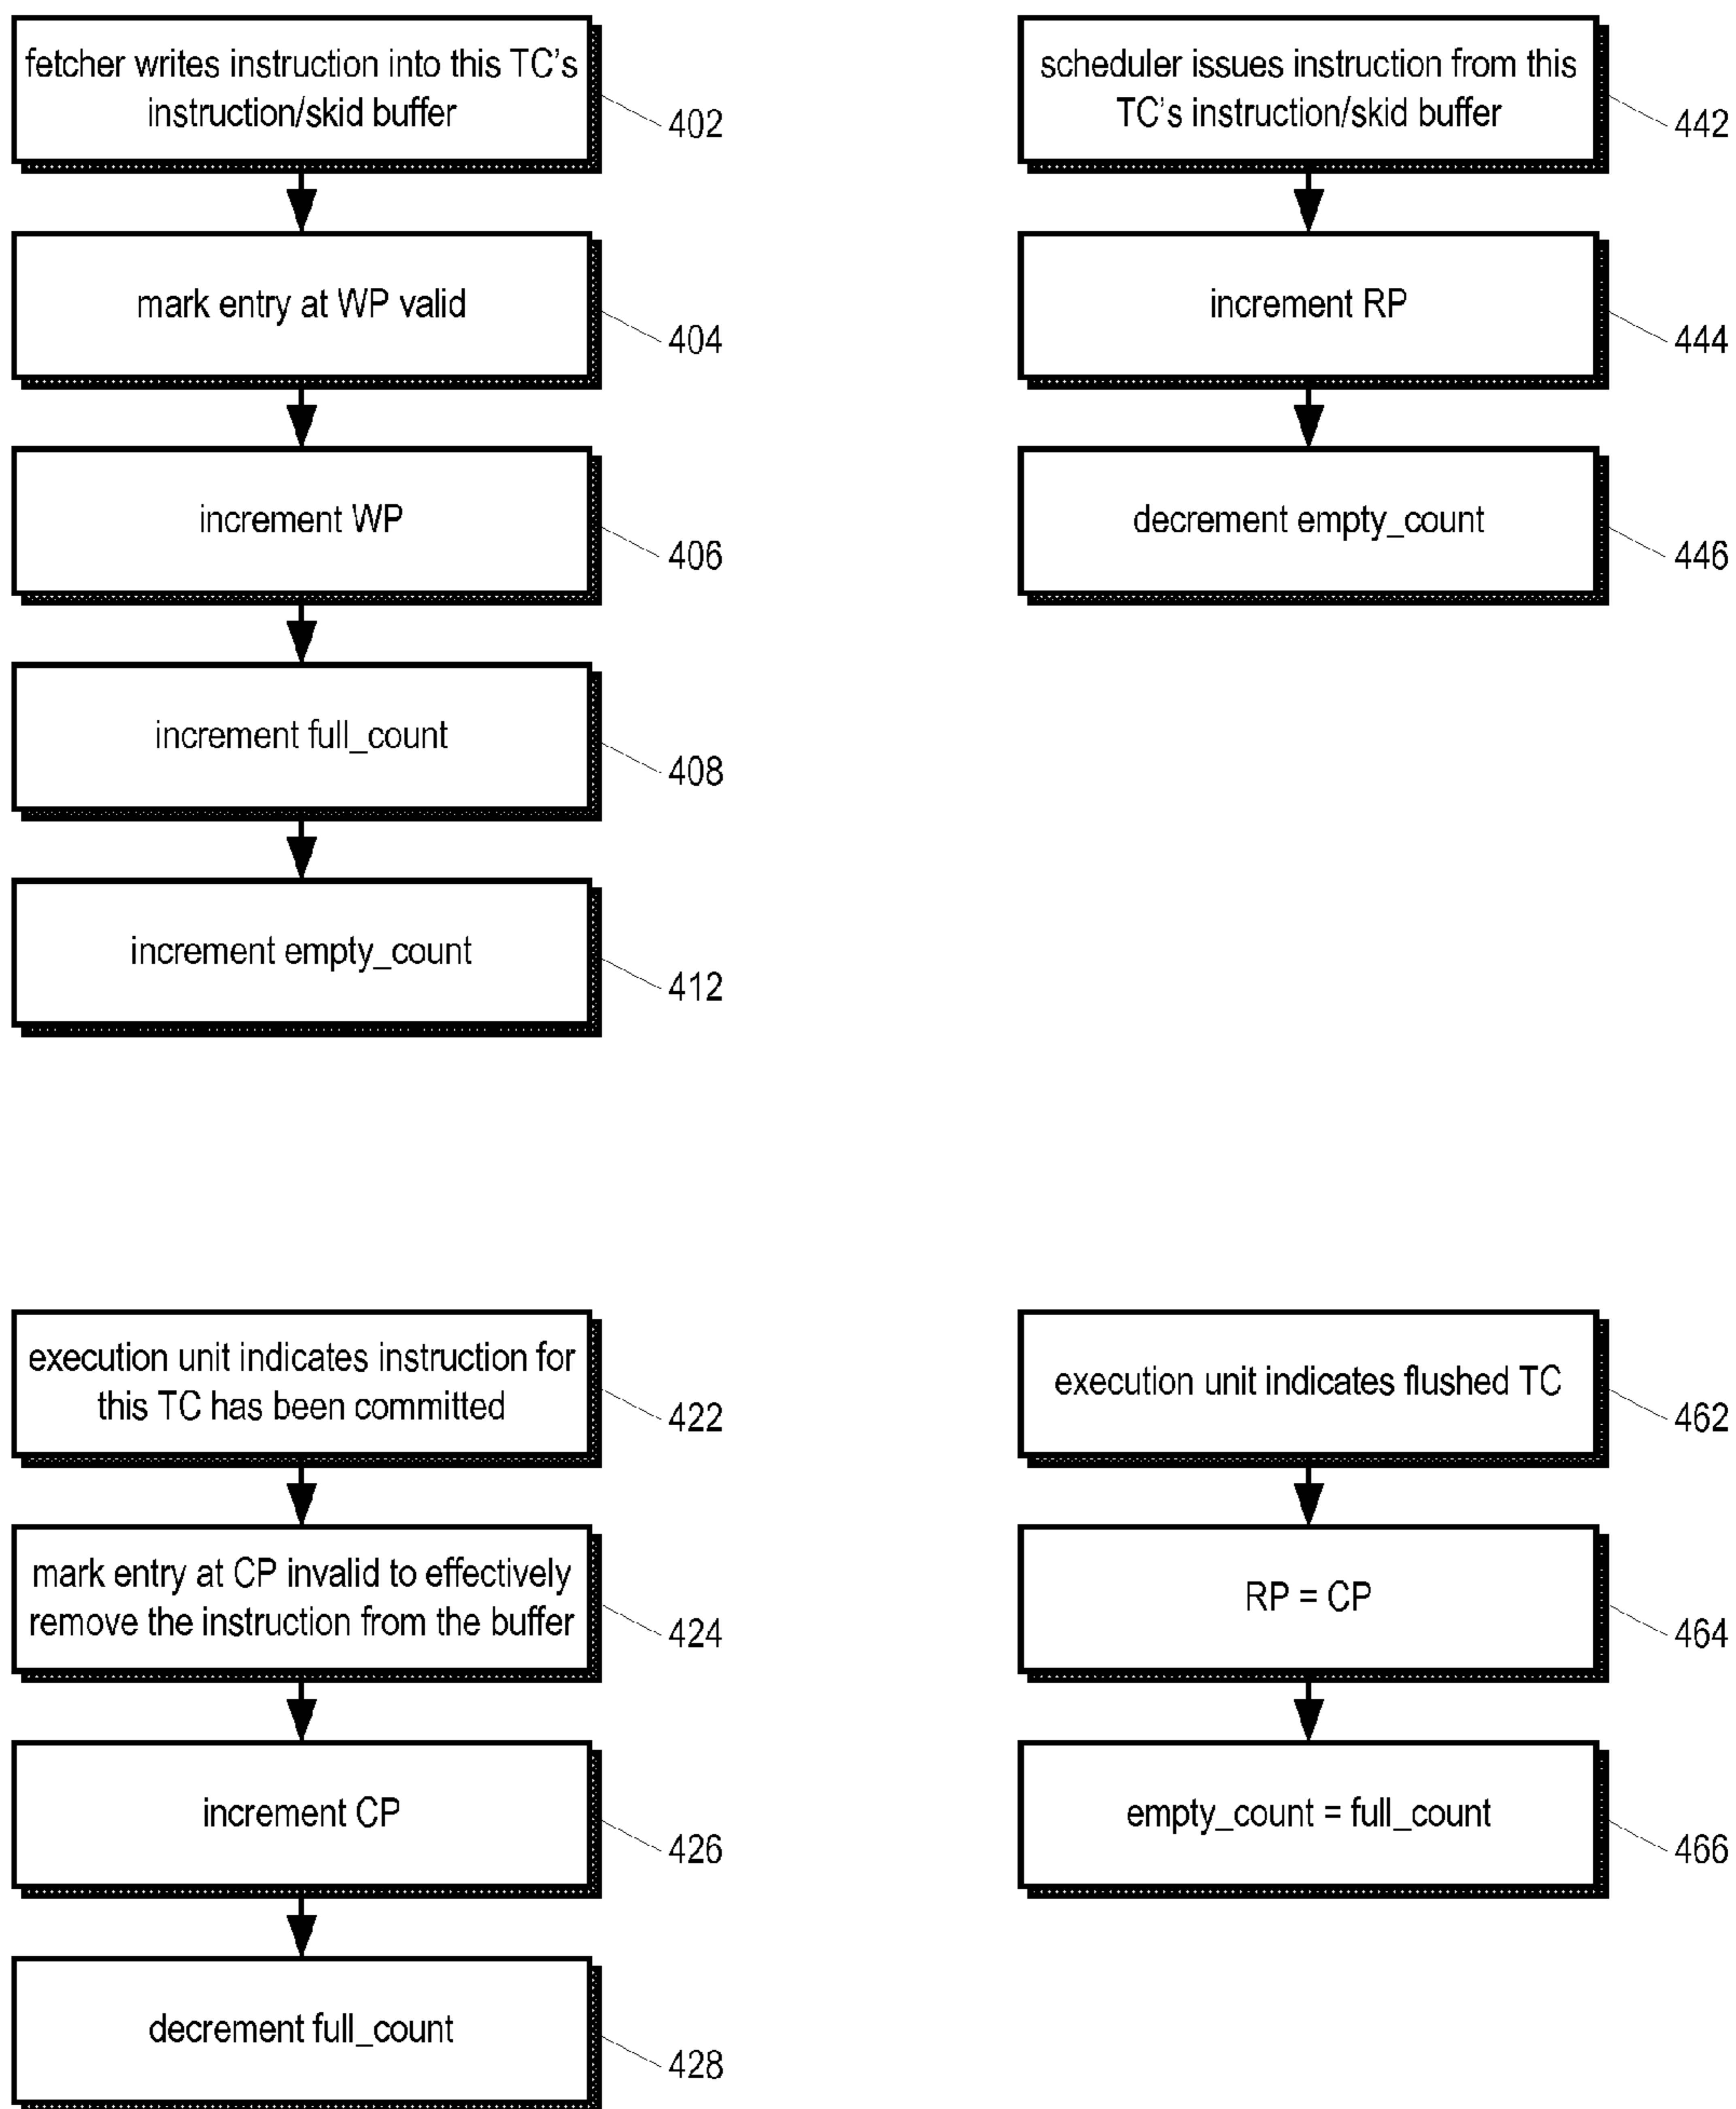 fetcher writes instruction into this TC's
instruction/skid buffer
402
mark entry at WP valid
404
increment WP
406
increment full_count
408
increment empty_count
412
scheduler issues instruction from this
TC's instruction/skid buffer
442
increment RP
444
decrement empty_count
446
execution unit indicates instruction for
this TC has been committed
422
mark entry at CP invalid to effectively
remove the instruction from the buffer
424
increment CP
426
decrement full_count
428
execution unit indicates flushed TC
462
RP = CP
464
empty_count = full_count
466